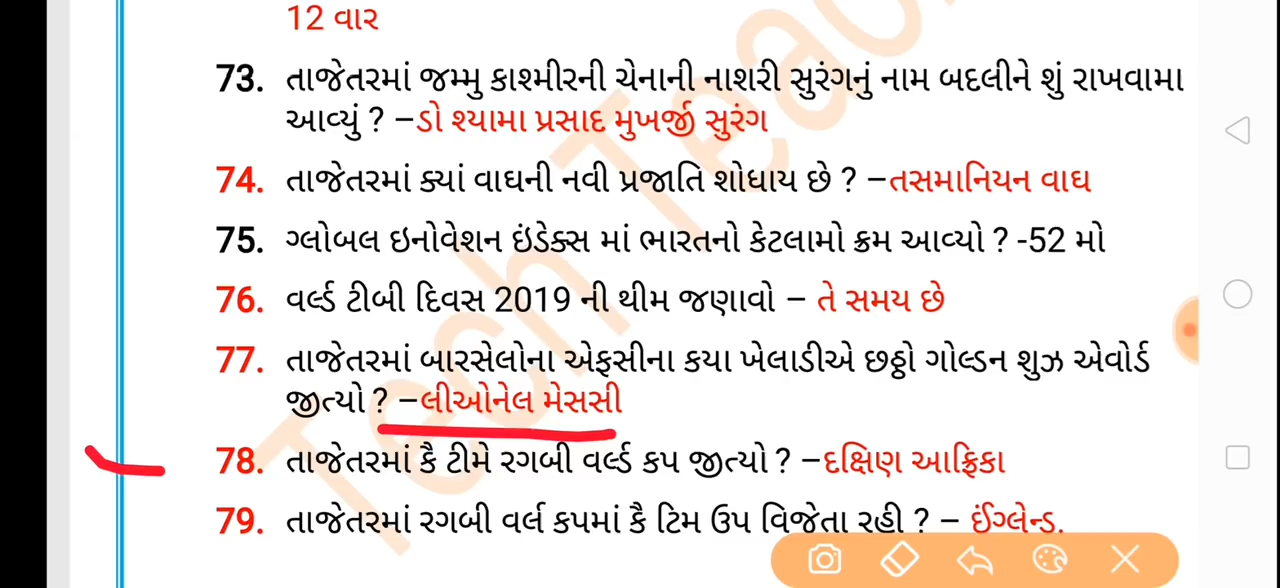 12 વાર
73. તાજેતરમાં જમ્મુ કાશ્મીરની ચેનાની નાશરી સુરંગનું નામ બદલીને શું રાખવામા
આવ્યું ? –ડો શ્યામા પ્રસાદ મુખર્જી સુરંગ
74. તાજેતરમાં ક્યાં વાઘની નવી પ્રજાતિ શોધાય છે ? –તસમાનિયન વાઘ
75. ગ્લોબલ ઇનોવેશન ઇંડેક્સ માં ભારતનો કેટલામો ક્રમ આવ્યો ? -52 મો
76. વર્લ્ડ ટીબી દિવસ 2019 ની થીમ જણાવો – તે સમય છે
77. તાજેતરમાં બારસેલોના એફસીના કયા ખેલાડીએ છઠ્ઠો ગોલ્ડન શુઝ એવોર્ડ
જીત્યો ? –લીઓનેલ મેસસી
78. તાજેતરમાં કૈ ટીમે રગબી વર્લ્ડ કપ જીત્યો ? –દક્ષિણ આફ્રિકા
79. તાજેતરમાં રગબી વર્લ કપમાં કૈ ટિમ ઉપ વિજેતા રહી ? – ઈંગ્લેન્ડ.
Tech Teac